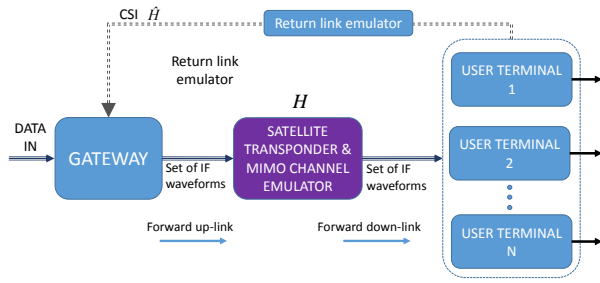 CSI Ĥ
Return link emulator
Return link
emulator
H
USER TERMINAL
1
DATA
IN
GATEWAY
Set of IF
waveforms
SATELLITE
TRANSPONDER &
MIMO CHANNEL
EMULATOR
Set of IF
waveforms
USER TERMINAL
2
Forward up-link
Forward down-link
USER TERMINAL
N